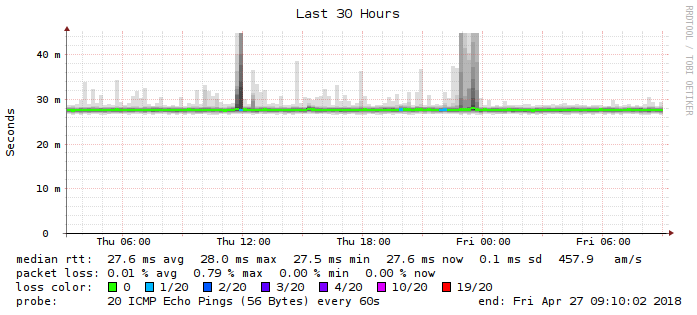 Last 30 Hours
RRDTOOL / TOBI OETIKER
Seconds
40 m
30 m
20 m
10 m
0
Thu 06:00 Thu 12:00 Thu 18:00 Fri 00:00 Fri 06:00
median rtt: 27.6 ms avg 28.0 ms max 27.5 ms min 27.6 ms now 0.1 ms sd 457.9 am/s
packet loss: 0.01 % avg 0.79 % max 0.00 % min 0.00 % now
loss color: 0 1/20 2/20 3/20 4/20 10/20 19/20
probe: 20 ICMP Echo Pings (56 Bytes) every 60s end: Fri Apr 27 09:10:02 2018